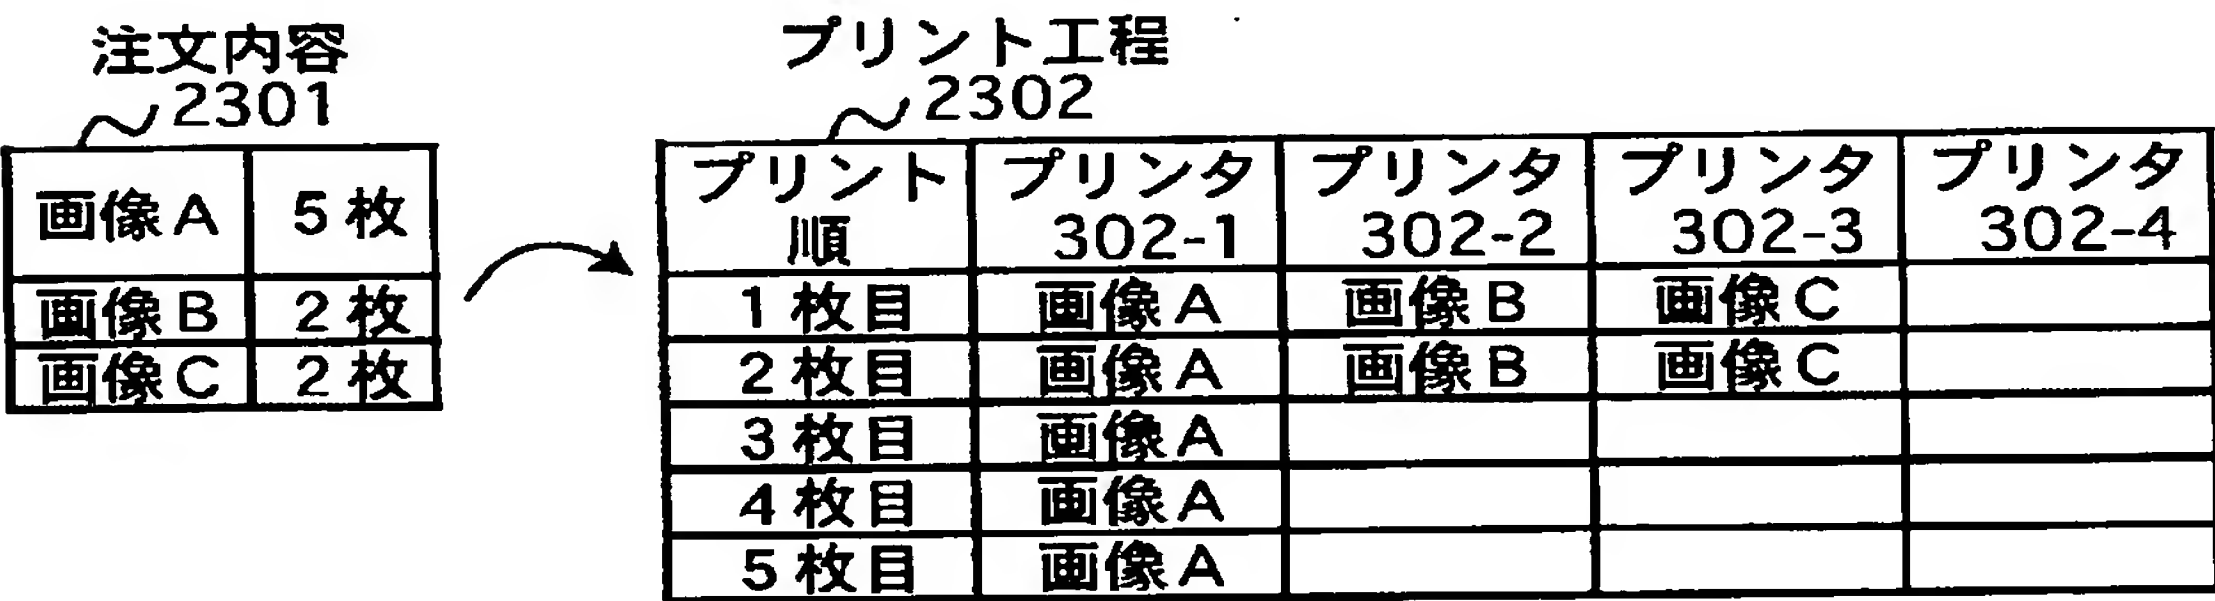 注文内容
2301
画像A 5枚
画像B 2枚
画像C 2枚
プリント工程
2302
プリント順 プリンタ302-1 プリンタ302-2 プリンタ302-3 プリンタ302-4
1枚目 画像A 画像B 画像C
2枚目 画像A 画像B 画像C
3枚目 画像A
4枚目 画像A
5枚目 画像A